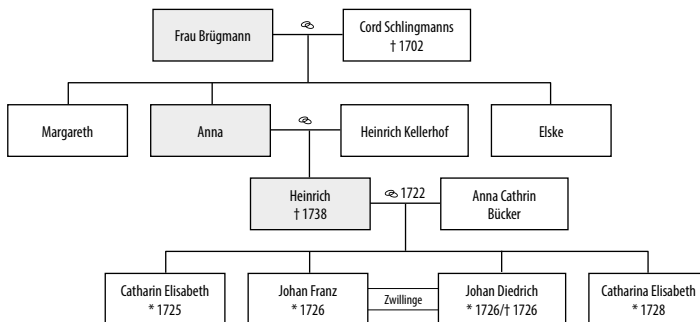 Frau Brügmann
Cord Schlingmanns
† 1702
Margareth
Anna
Heinrich Kellerhof
Elske
Heinrich
† 1738
⚭ 1722
Anna Cathrin
Bücker
Catharin Elisabeth
* 1725
Johan Franz
* 1726
Zwillinge
Johan Diedrich
* 1726/† 1726
Catharina Elisabeth
* 1728